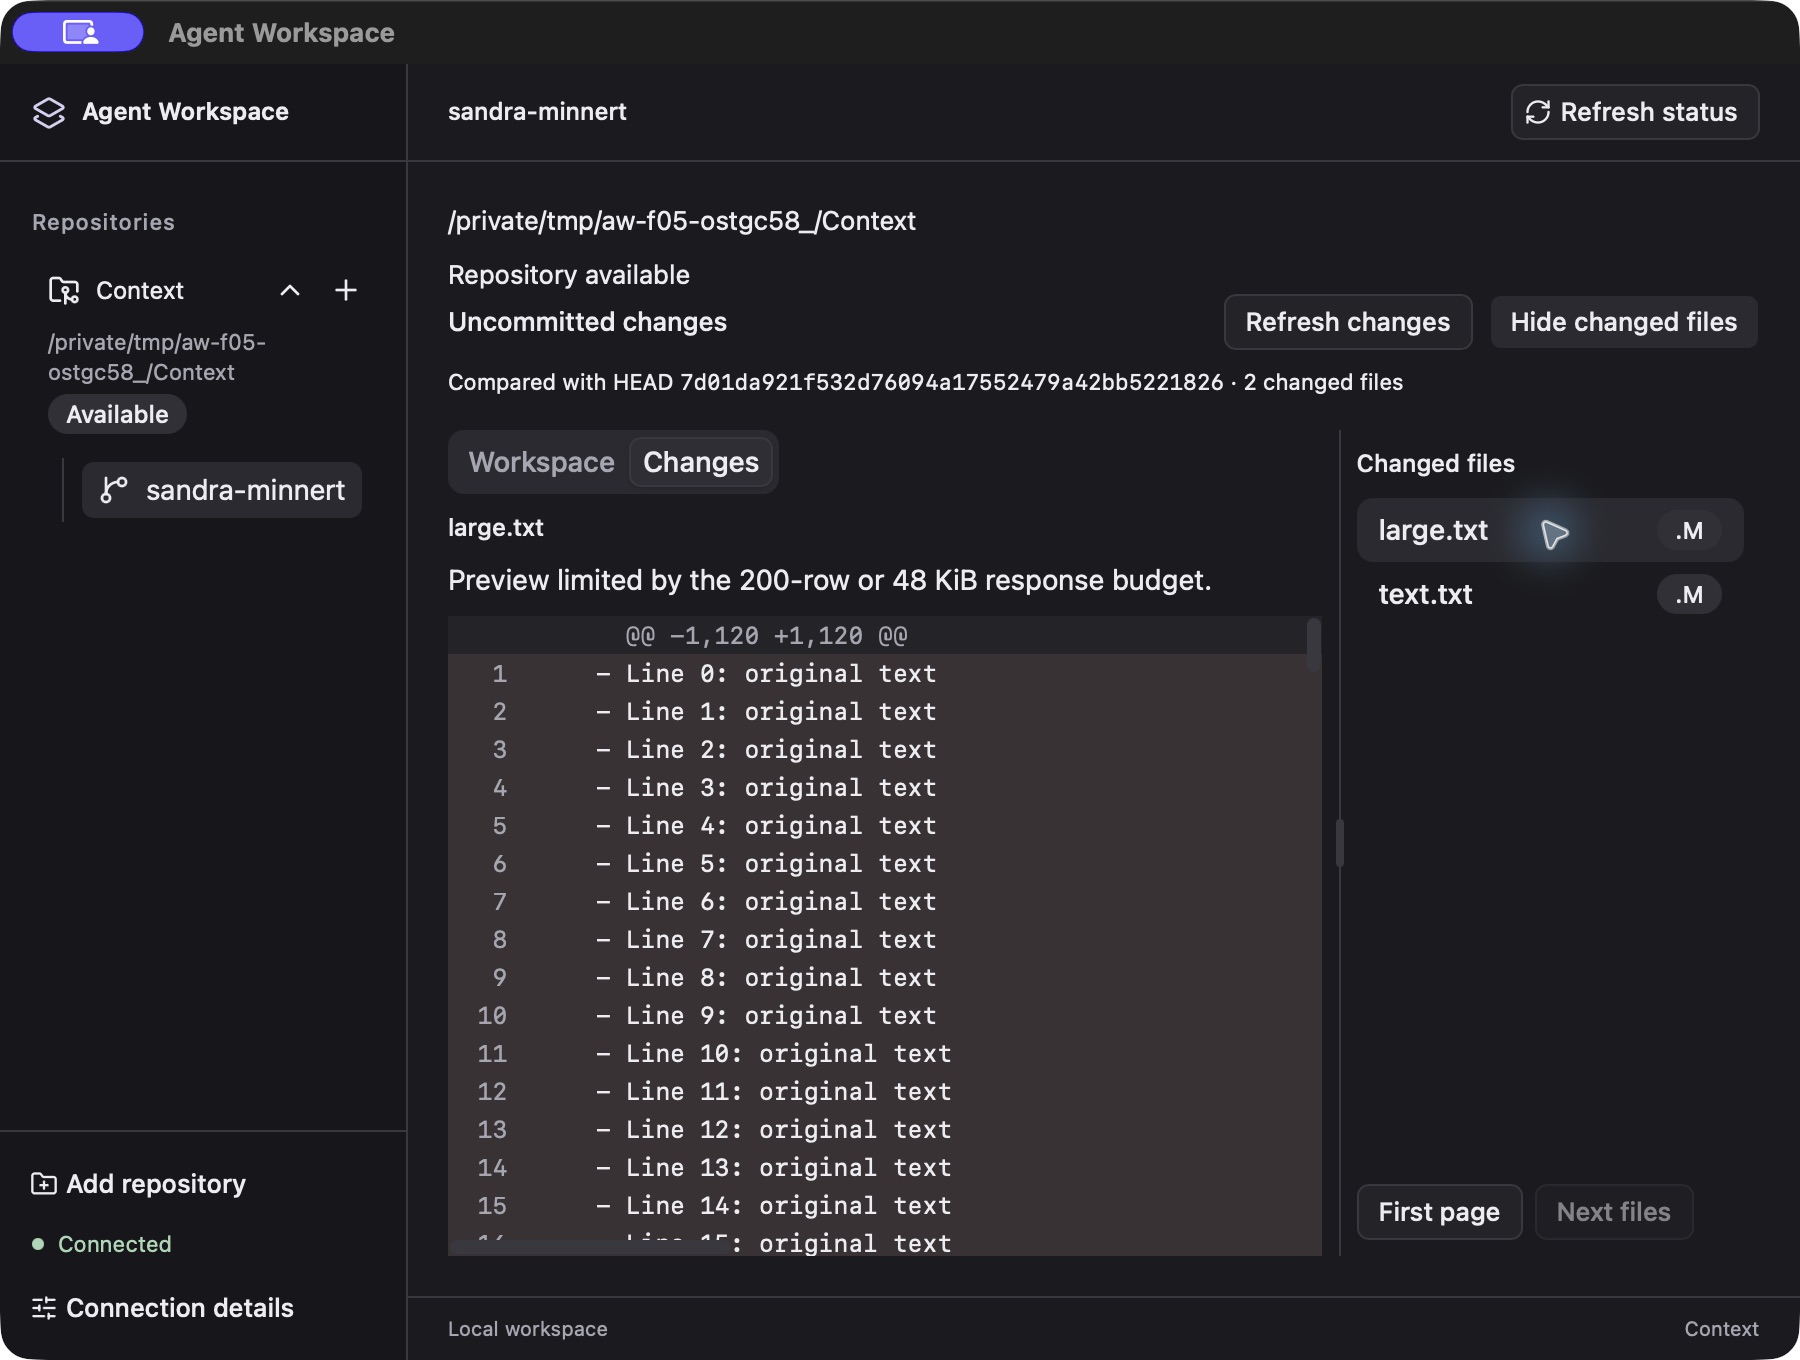 Agent Workspace
Agent Workspace
sandra-minnert
Refresh status
Repositories
Context
/private/tmp/aw-f05-
ostgc58_/Context
Available
sandra-minnert
/private/tmp/aw-f05-ostgc58_/Context
Repository available
Uncommitted changes
Refresh changes
Hide changed files
Compared with HEAD 7d01da921f532d76094a17552479a42bb5221826 · 2 changed files
Workspace
Changes
large.txt
Preview limited by the 200-row or 48 KiB response budget.
@@ -1,120 +1,120 @@
1 - Line 0: original text
2 - Line 1: original text
3 - Line 2: original text
4 - Line 3: original text
5 - Line 4: original text
6 - Line 5: original text
7 - Line 6: original text
8 - Line 7: original text
9 - Line 8: original text
10 - Line 9: original text
11 - Line 10: original text
12 - Line 11: original text
13 - Line 12: original text
14 - Line 13: original text
15 - Line 14: original text
16 - Line 15: original text
Changed files
large.txt .M
text.txt .M
First page
Next files
Add repository
Connected
Connection details
Local workspace
Context